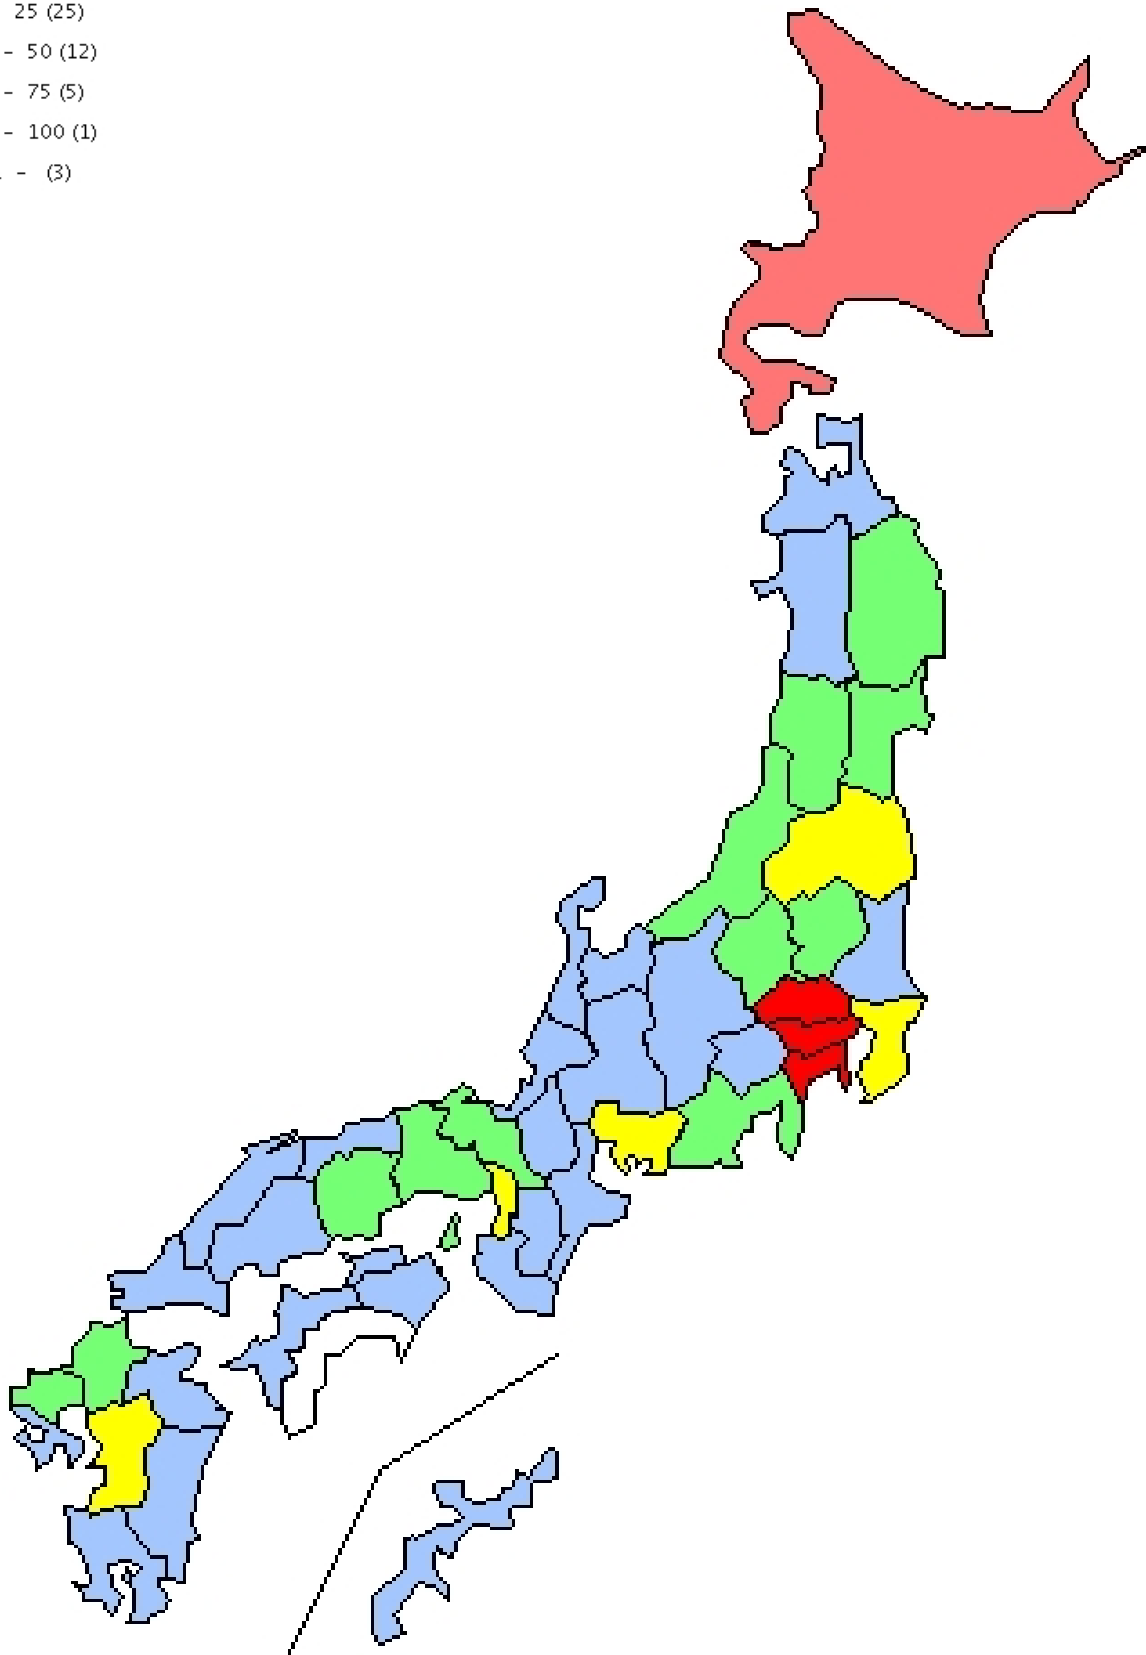 25 (25)
– 50 (12)
– 75 (5)
– 100 (1)
– (3)